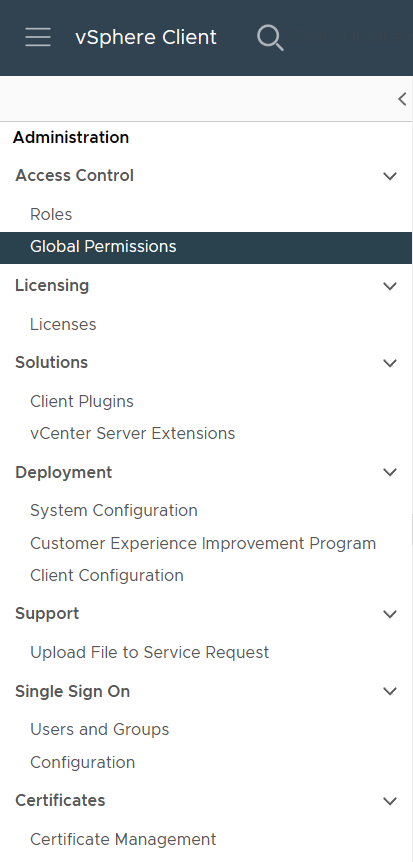 vSphere Client
Administration
Access Control
Roles
Global Permissions
Licensing
Licenses
Solutions
Client Plugins
vCenter Server Extensions
Deployment
System Configuration
Customer Experience Improvement Program
Client Configuration
Support
Upload File to Service Request
Single Sign On
Users and Groups
Configuration
Certificates
Certificate Management